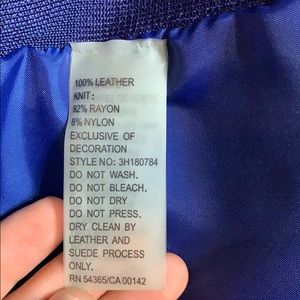 100% LEATHER
KNIT:
92% RAYON
8% NYLON
EXCLUSIVE OF
DECORATION
STYLE NO: 3H180784
DO NOT WASH.
DO NOT BLEACH.
DO NOT DRY
DO NOT PRESS.
DRY CLEAN BY
LEATHER AND
SUEDE PROCESS
ONLY.
RN 54365/CA 00142